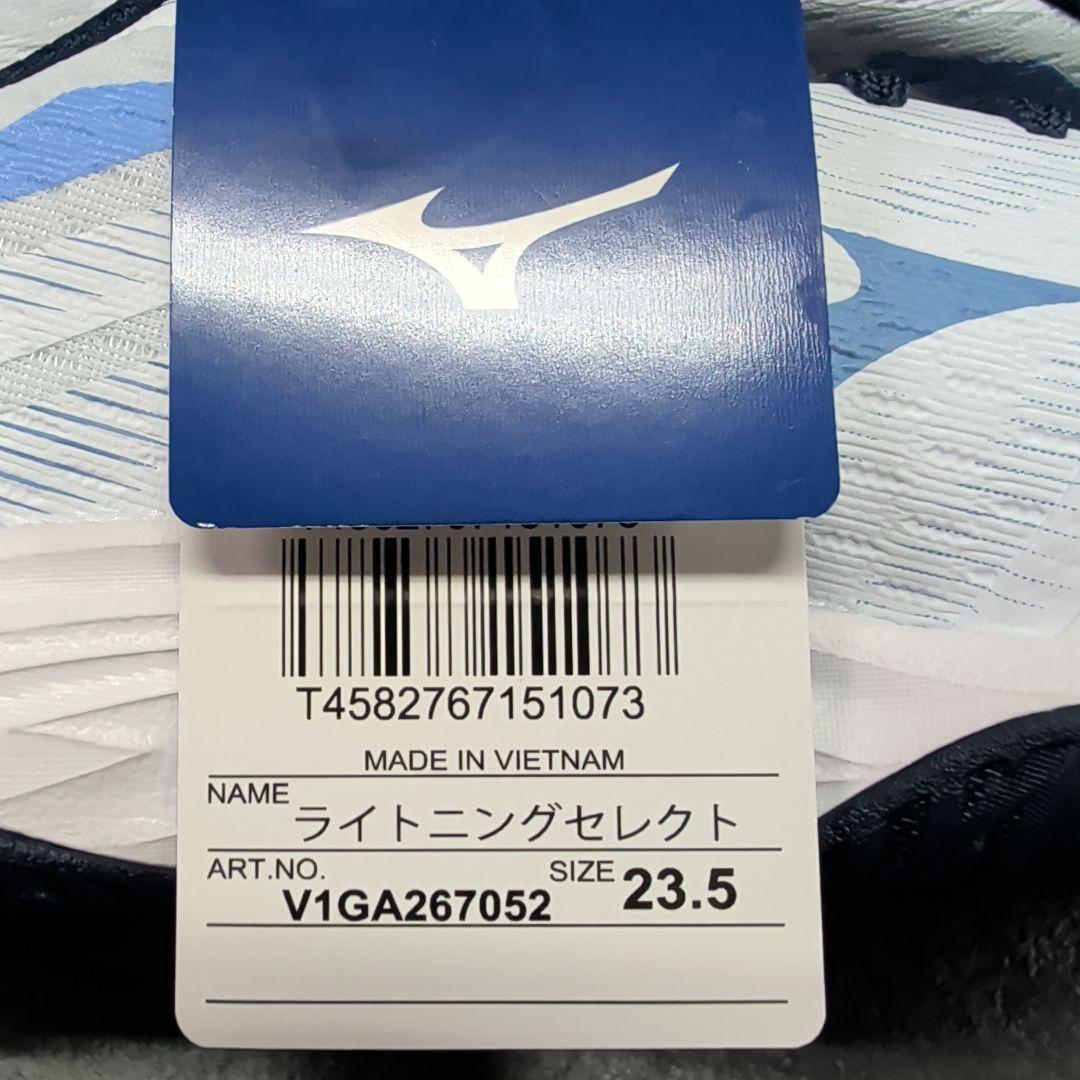 T4582767151073
MADE IN VIETNAM
NAME
ライトニングセレクト
ART.NO.
V1GA267052
SIZE
23.5